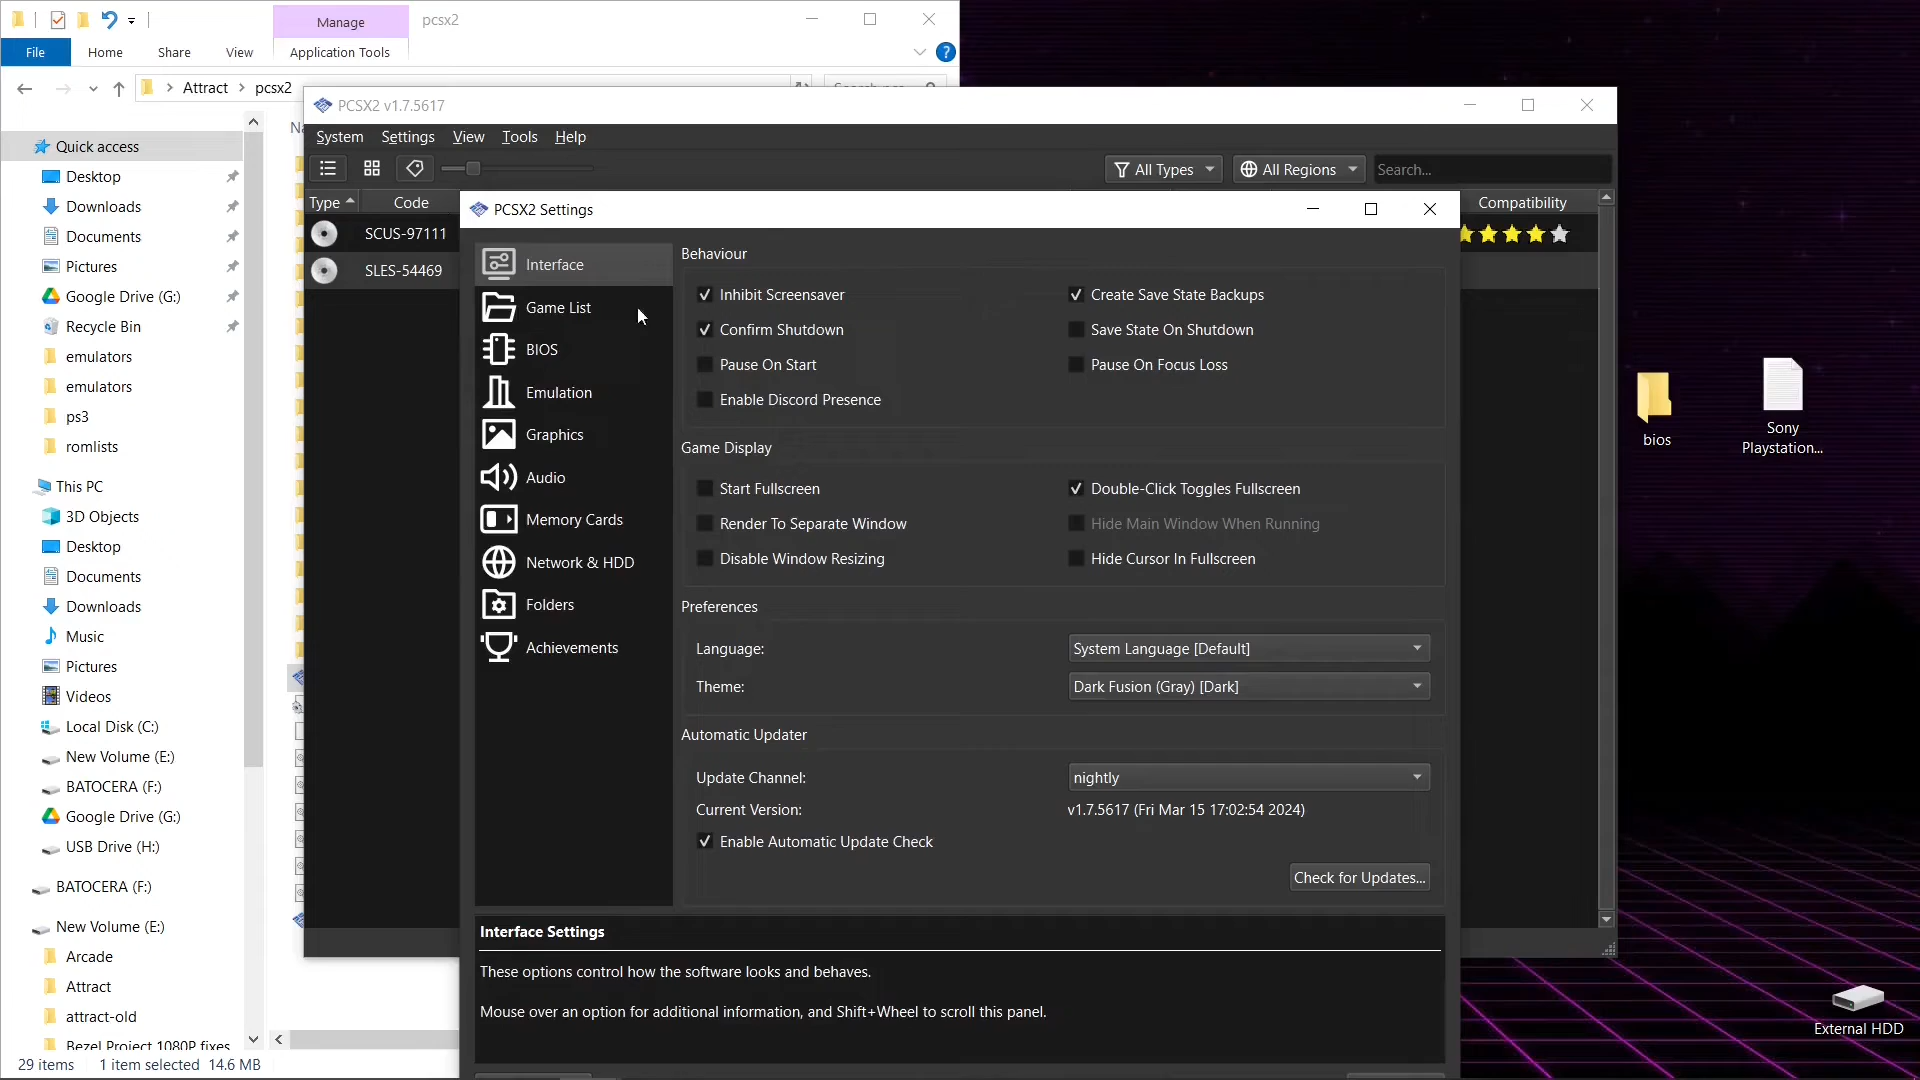 Manage
pcsx2
File
Home
Share
View
Application Tools
Attract
pcsx2
Quick access
Desktop
Downloads
Documents
Pictures
Google Drive (G:)
Recycle Bin
emulators
emulators
ps3
romlists
This PC
3D Objects
Desktop
Documents
Downloads
Music
Pictures
Videos
Local Disk (C:)
New Volume (E:)
BATOCERA (F:)
Google Drive (G:)
USB Drive (H:)
BATOCERA (F:)
New Volume (E:)
Arcade
Attract
attract-old
Bezel Project 1080P fixes
29 items
1 item selected 14.6 MB
PCSX2 v1.7.5617
System
Settings
View
Tools
Help
All Types
All Regions
Search...
Type
Code
Compatibility
SCUS-97111
SLES-54469
PCSX2 Settings
Interface
Game List
BIOS
Emulation
Graphics
Audio
Memory Cards
Network & HDD
Folders
Achievements
Behaviour
Inhibit Screensaver
Create Save State Backups
Confirm Shutdown
Save State On Shutdown
Pause On Start
Pause On Focus Loss
Enable Discord Presence
Game Display
Start Fullscreen
Double-Click Toggles Fullscreen
Render To Separate Window
Hide Main Window When Running
Disable Window Resizing
Hide Cursor In Fullscreen
Preferences
Language:
System Language [Default]
Theme:
Dark Fusion (Gray) [Dark]
Automatic Updater
Update Channel:
nightly
Current Version:
v1.7.5617 (Fri Mar 15 17:02:54 2024)
Enable Automatic Update Check
Check for Updates...
Interface Settings
These options control how the software looks and behaves.
Mouse over an option for additional information, and Shift+Wheel to scroll this panel.
bios
Sony
Playstation...
External HDD